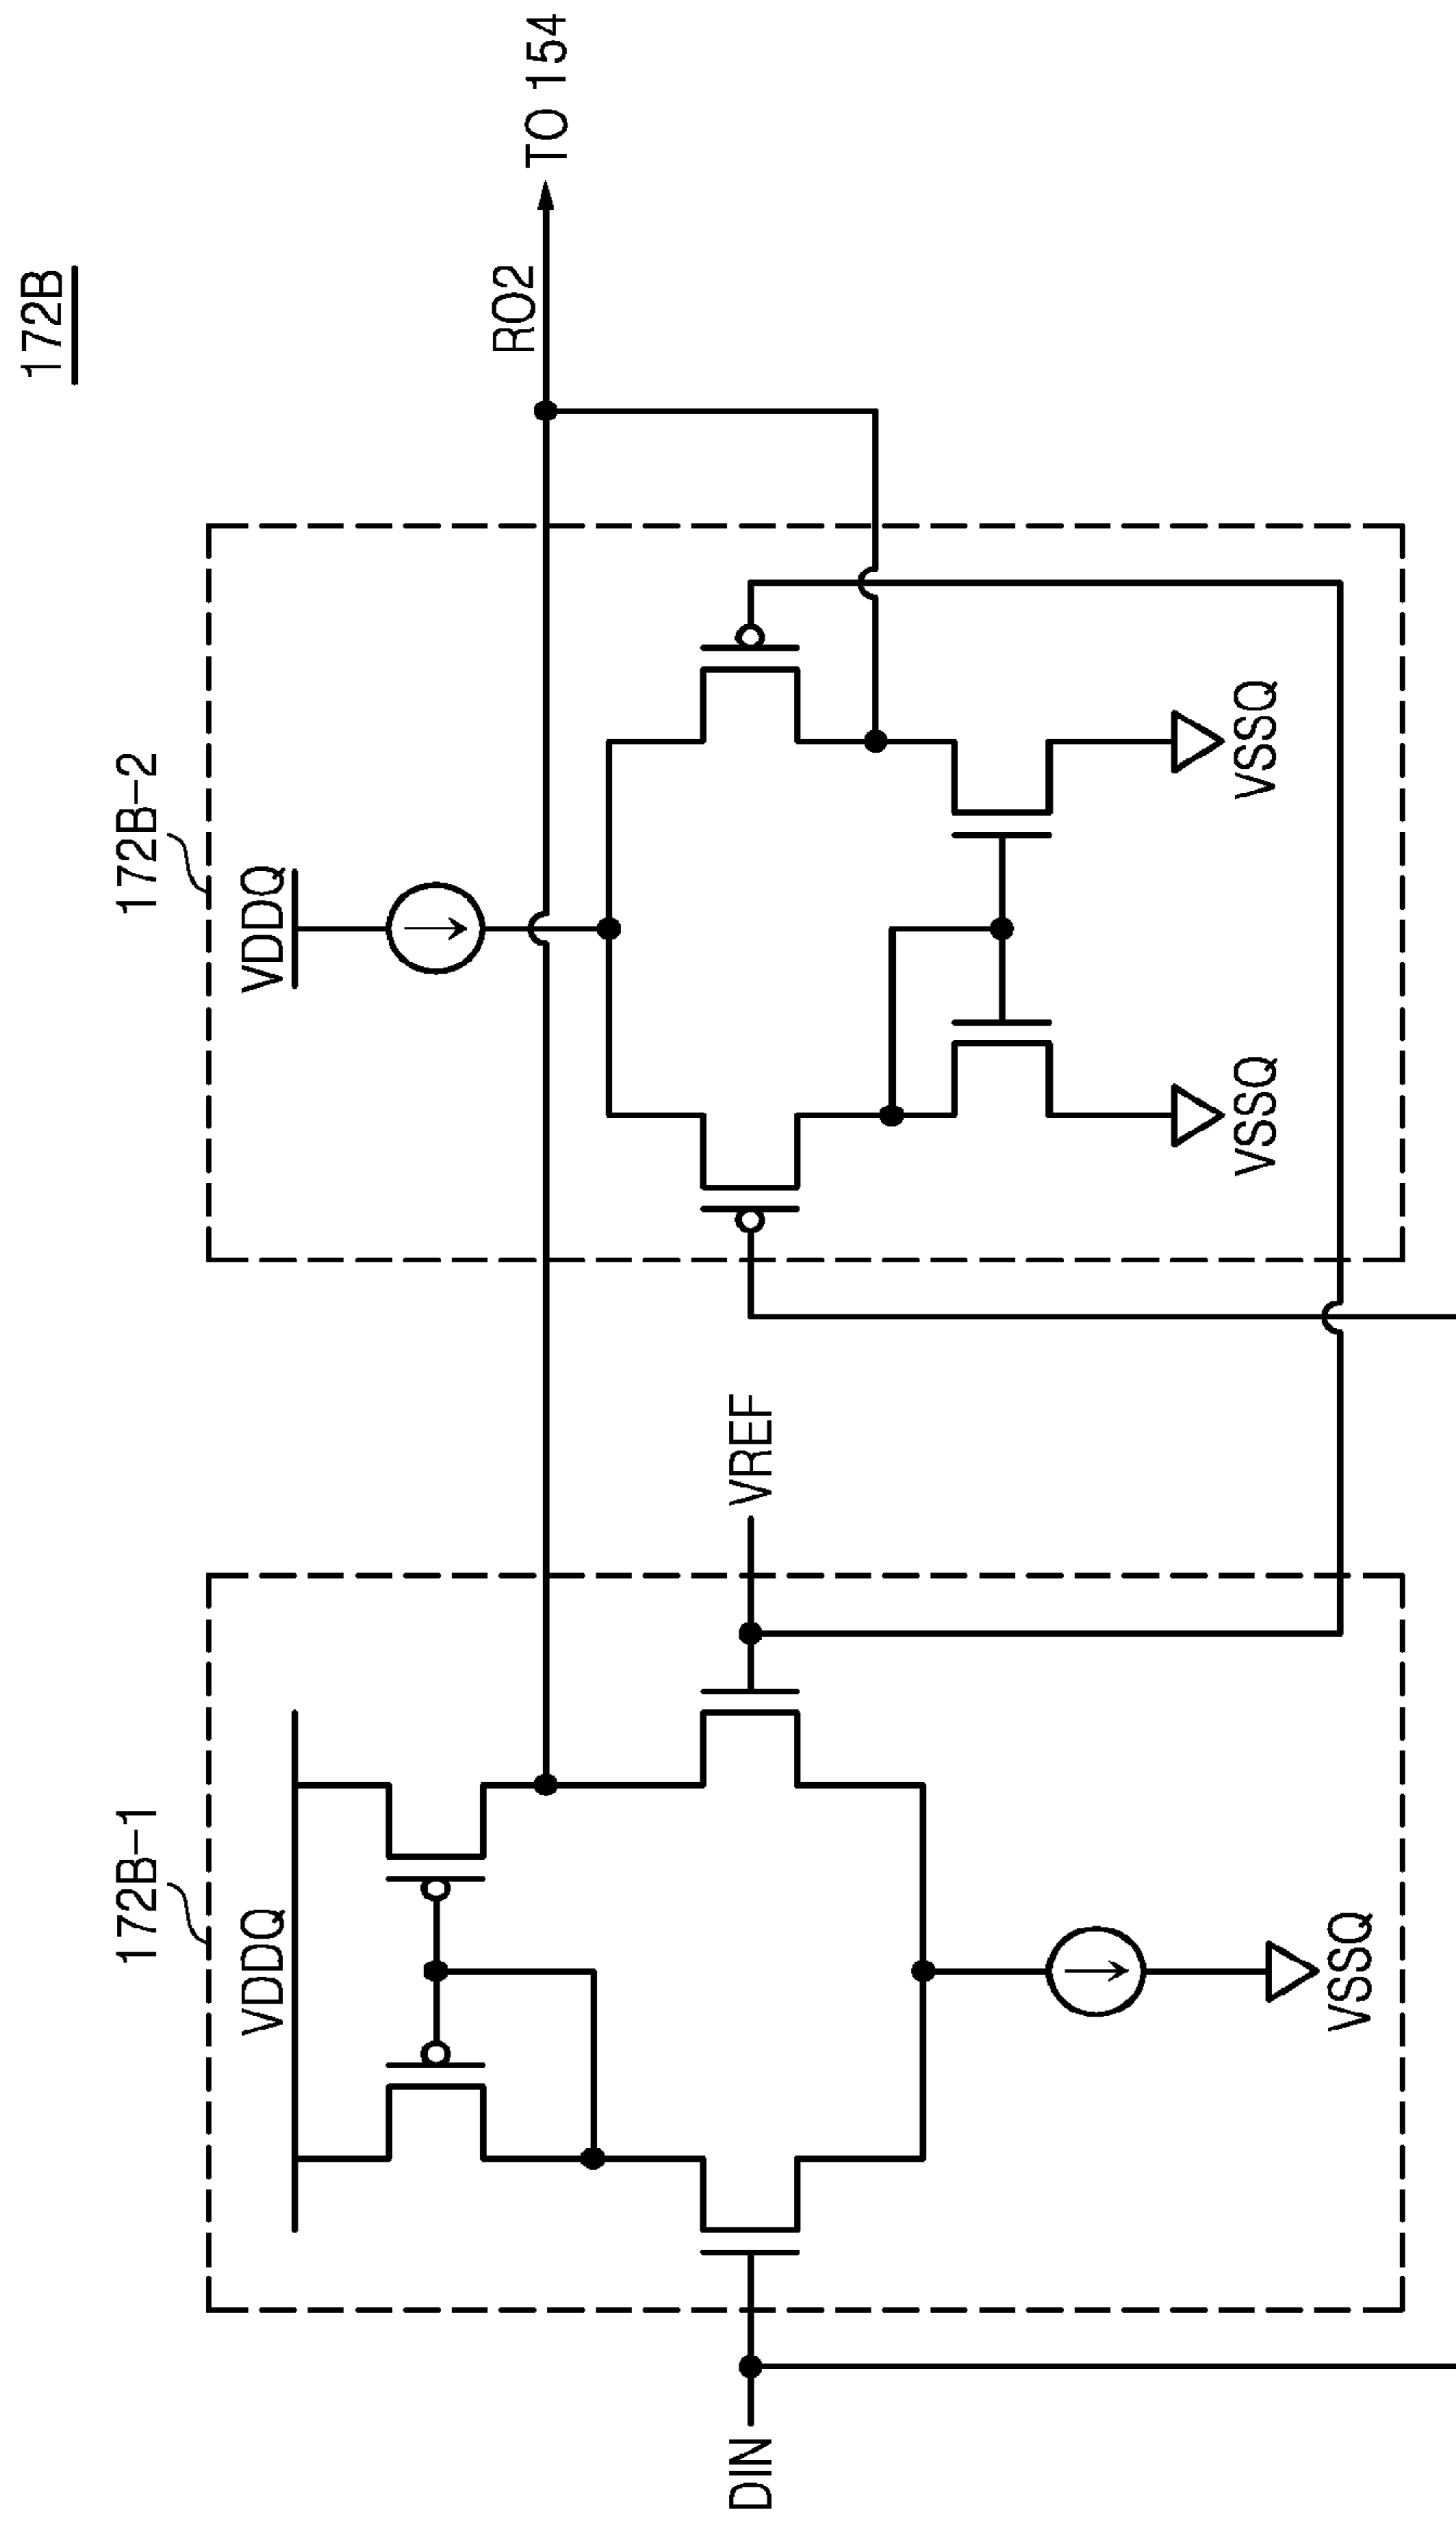 172B
172B-1
172B-2
VDDQ
VDDQ
RO2
TO 154
DIN
VREF
VSSQ
VSSQ
VSSQ